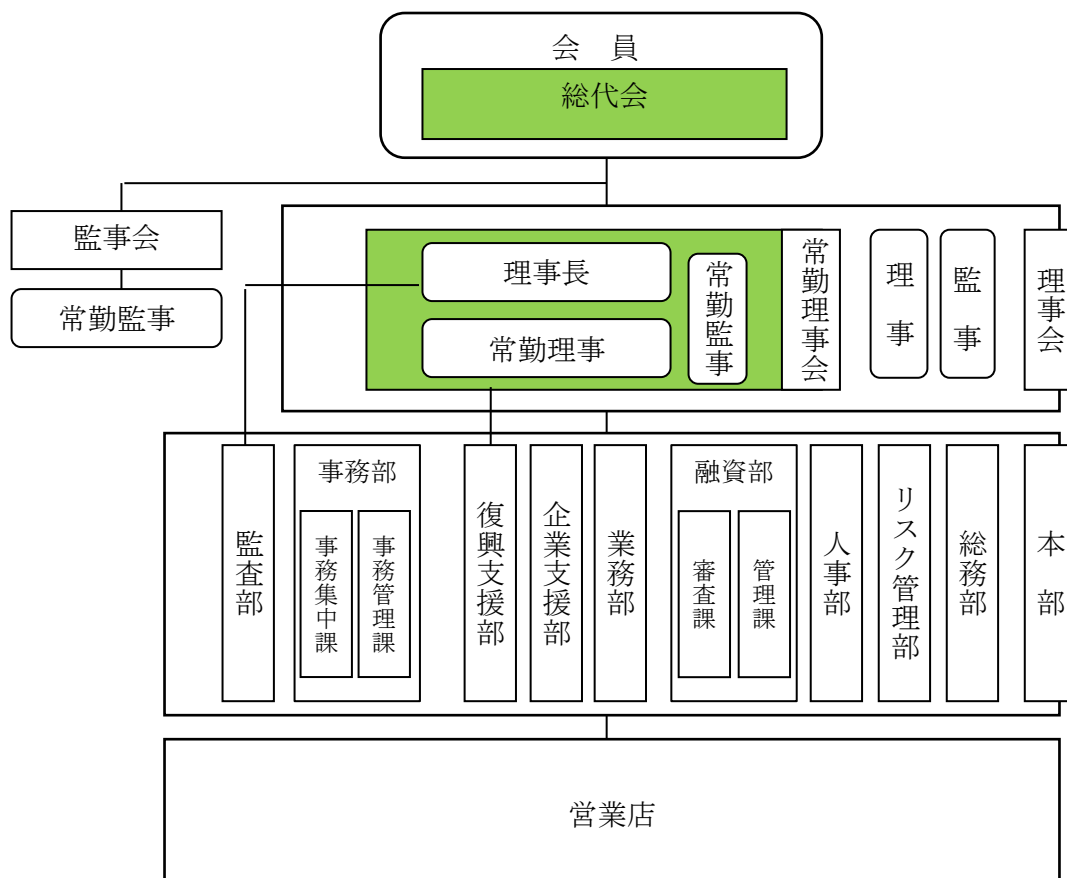 会　員
総代会
監事会
常勤監事
理事長
常勤理事
常勤監事
常勤理事会
理　事
監　事
理事会
監査部
事務部
事務集中課
事務管理課
復興支援部
企業支援部
業務部
融資部
審査課
管理課
人事部
リスク管理部
総務部
本　部
営業店